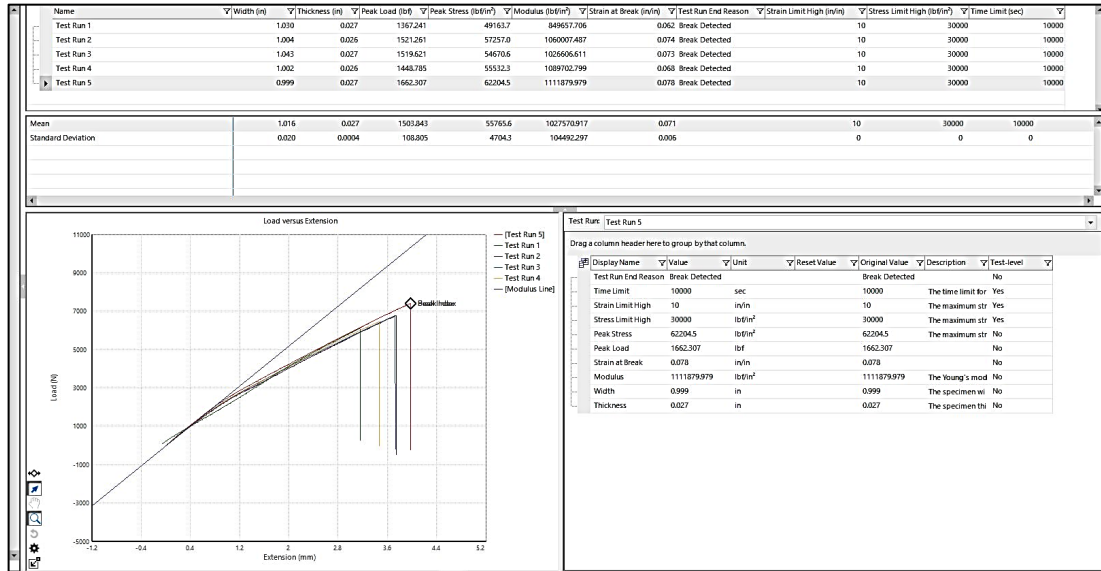 Name Width (in) Thickness (in) Peak Load (lbf) Peak Stress (lbf/in²) Modulus (lbf/in²) Strain at Break (in/in) Test Run End Reason Strain Limit High (in/in) Stress Limit High (lbf/in²) Time Limit (sec)
Test Run 1 1.030 0.027 1367.241 49163.7 849657.706 0.062 Break Detected 10 30000 10000
Test Run 2 1.004 0.026 1521.261 57257.0 1060007.487 0.074 Break Detected 10 30000 10000
Test Run 3 1.043 0.027 1519.621 54670.6 1026606.611 0.073 Break Detected 10 30000 10000
Test Run 4 1.002 0.026 1448.785 55532.3 1089702.799 0.068 Break Detected 10 30000 10000
Test Run 5 0.999 0.027 1662.307 62204.5 1111879.979 0.078 Break Detected 10 30000 10000
Mean 1.016 0.027 1503.843 55765.6 1027570.917 0.071 10 30000 10000
Standard Deviation 0.020 0.0004 108.805 4704.3 104492.297 0.006 0 0 0
Load versus Extension
11000
9000
7000
5000
3000
1000
-1000
-3000
-5000
Load (N)
-1.2 -0.4 0.4 1.2 2 2.8 3.6 4.4 5.2
Extension (mm)
[Test Run 5]
Test Run 1
Test Run 2
Test Run 3
Test Run 4
[Modulus Line]
Test Run: Test Run 5
Drag a column header here to group by that column.
Display Name Value Unit Reset Value Original Value Description Test-level
Test Run End Reason Break Detected Break Detected No
Time Limit 10000 sec 10000 The time limit for Yes
Strain Limit High 10 in/in 10 The maximum str Yes
Stress Limit High 30000 lbf/in² 30000 The maximum str Yes
Peak Stress 62204.5 lbf/in² 62204.5 The maximum str No
Peak Load 1662.307 lbf 1662.307 No
Strain at Break 0.078 in/in 0.078 No
Modulus 1111879.979 lbf/in² 1111879.979 The Young's mod No
Width 0.999 in 0.999 The specimen wi No
Thickness 0.027 in 0.027 The specimen thi No